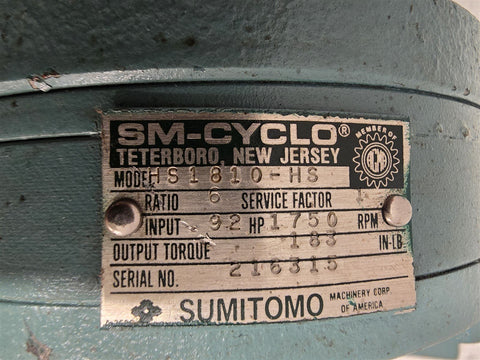 SM-CYCLO®
TETERBORO, NEW JERSEY
MEMBER OF
MODEL HS1810-HS
RATIO 6 SERVICE FACTOR
INPUT .92 HP 1750 RPM
OUTPUT TORQUE 183 IN-LB
SERIAL NO. 216315
SUMITOMO MACHINERY CORP.
OF AMERICA